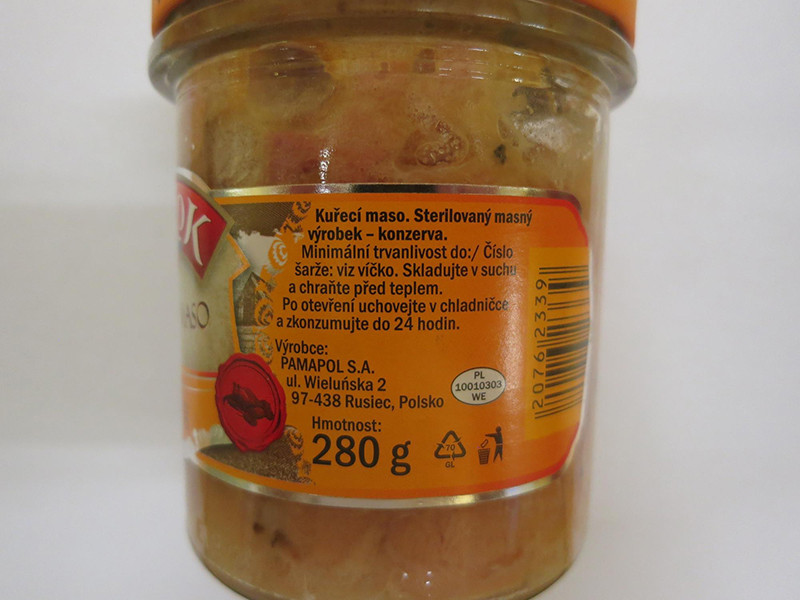 Kuřecí maso. Sterilovaný masný
výrobek – konzerva.
Minimální trvanlivost do:/ Číslo
šarže: viz víčko. Skladujte v suchu
a chraňte před teplem.
Po otevření uchovejte v chladničce
a zkonzumujte do 24 hodin.
Výrobce:
PAMAPOL S.A.
ul. Wieluńska 2
97-438 Rusiec, Polsko
PL
10010303
WE
Hmotnost:
280 g
70
GL
2076 2339